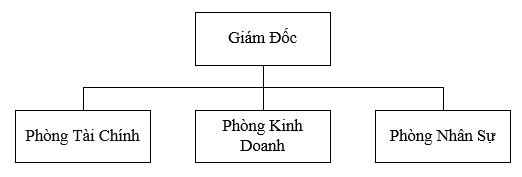 Giám Đốc
Phòng Tài Chính
Phòng Kinh
Doanh
Phòng Nhân Sự